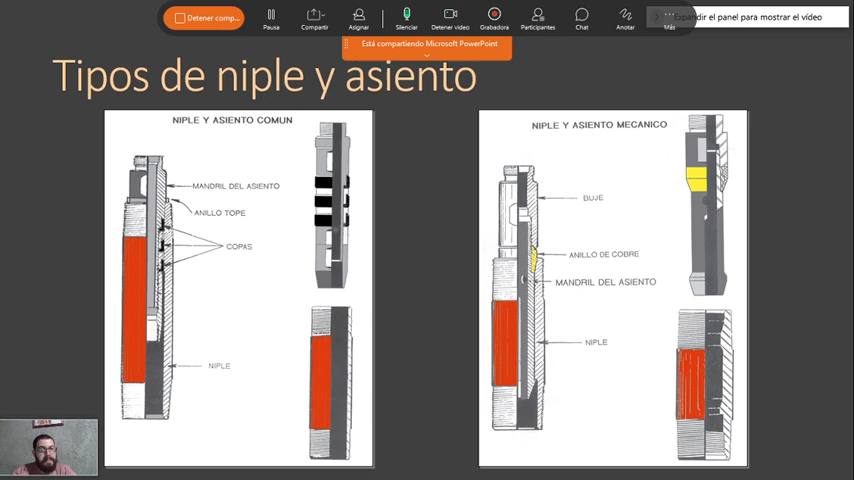 Detener comp...
Pausa
Compartir
Asignar
Silenciar
Detener video
Grabadora
Participantes
Chat
Anotar
Más
Expandir el panel para mostrar el vídeo
Está compartiendo Microsoft PowerPoint
Tipos de niple y asiento
NIPLE Y ASIENTO COMUN
MANDRIL DEL ASIENTO
ANILLO TOPE
COPAS
NIPLE
NIPLE Y ASIENTO MECANICO
BUJE
ANILLO DE COBRE
MANDRIL DEL ASIENTO
NIPLE